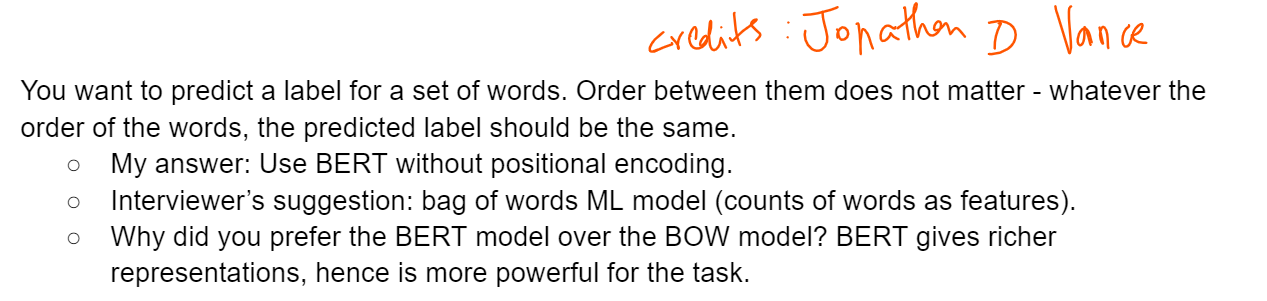 credits : Jonathon D Vance
You want to predict a label for a set of words. Order between them does not matter - whatever the
order of the words, the predicted label should be the same.
○ My answer: Use BERT without positional encoding.
○ Interviewer’s suggestion: bag of words ML model (counts of words as features).
○ Why did you prefer the BERT model over the BOW model? BERT gives richer
representations, hence is more powerful for the task.